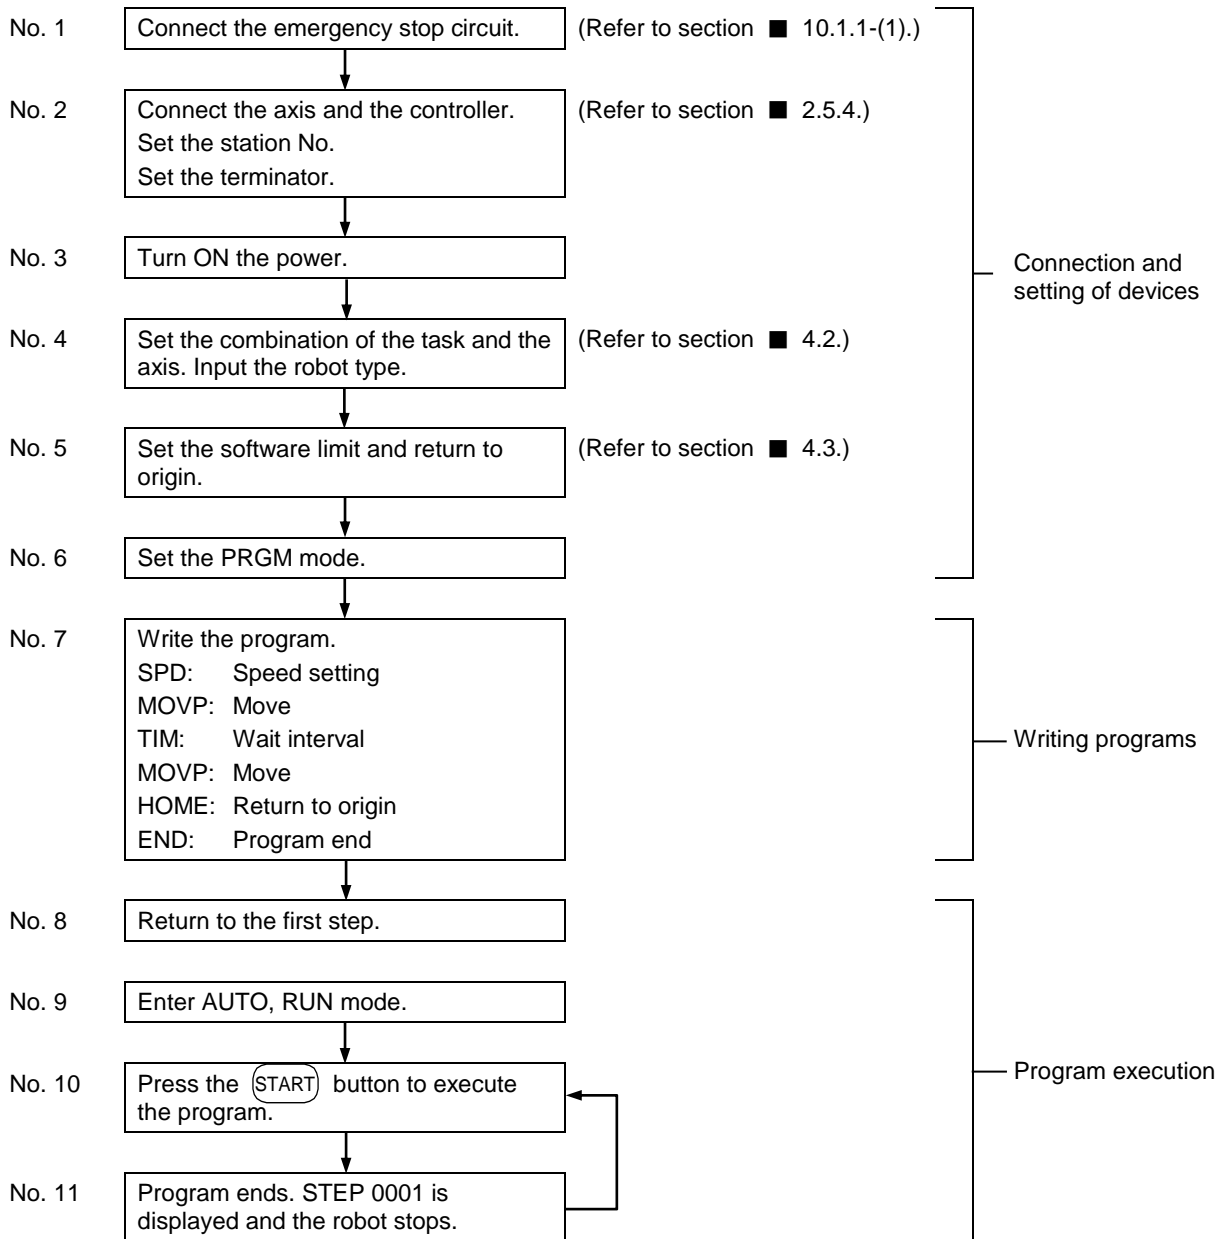 No. 1 Connect the emergency stop circuit. (Refer to section ■ 10.1.1-(1).)
No. 2 Connect the axis and the controller. (Refer to section ■ 2.5.4.)
Set the station No.
Set the terminator.
No. 3 Turn ON the power.
Connection and
setting of devices
No. 4 Set the combination of the task and the (Refer to section ■ 4.2.)
axis. Input the robot type.
No. 5 Set the software limit and return to (Refer to section ■ 4.3.)
origin.
No. 6 Set the PRGM mode.
No. 7 Write the program.
SPD: Speed setting
MOVP: Move
TIM: Wait interval
Writing programs
MOVP: Move
HOME: Return to origin
END: Program end
No. 8 Return to the first step.
No. 9 Enter AUTO, RUN mode.
No. 10 Press the START button to execute
the program.
Program execution
No. 11 Program ends. STEP 0001 is
displayed and the robot stops.